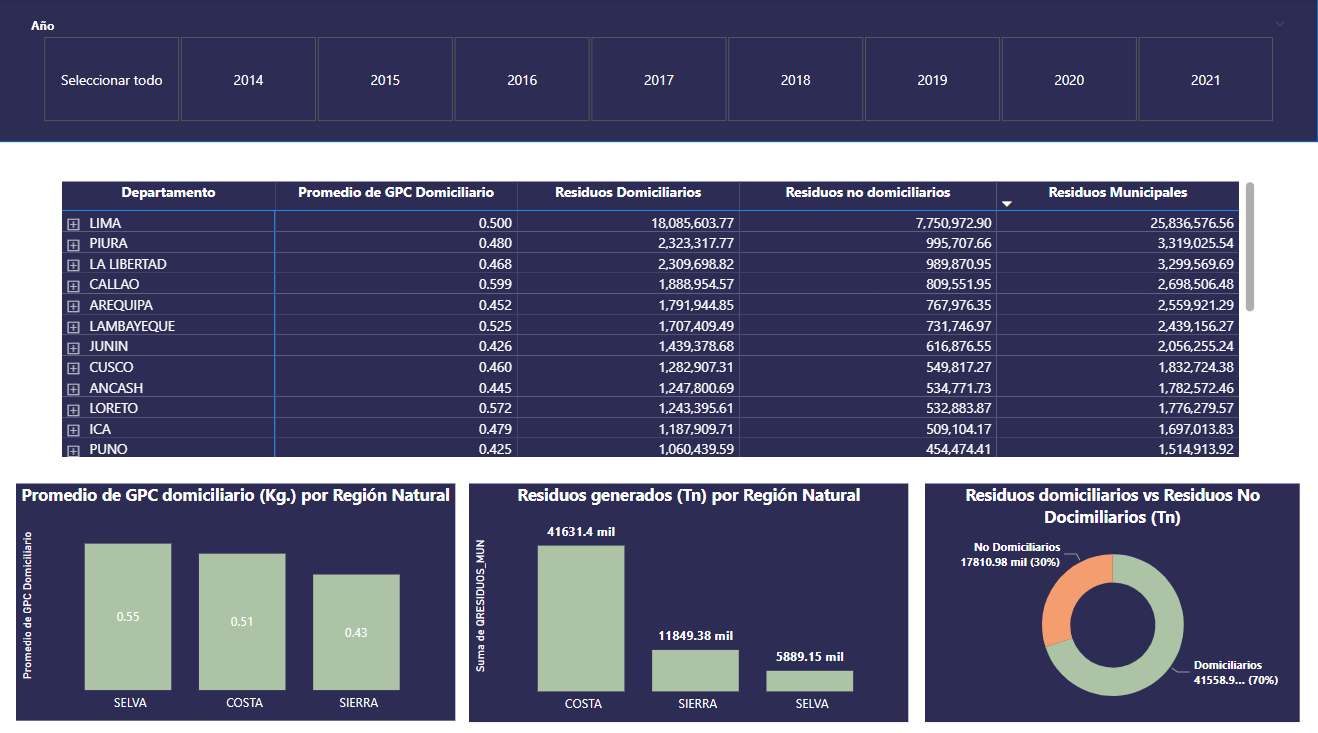 Año
Seleccionar todo 2014 2015 2016 2017 2018 2019 2020 2021
Departamento Promedio de GPC Domiciliario Residuos Domiciliarios Residuos no domiciliarios Residuos Municipales
LIMA 0.500 18,085,603.77 7,750,972.90 25,836,576.56
PIURA 0.480 2,323,317.77 995,707.66 3,319,025.54
LA LIBERTAD 0.468 2,309,698.82 989,870.95 3,299,569.69
CALLAO 0.599 1,888,954.57 809,551.95 2,698,506.48
AREQUIPA 0.452 1,791,944.85 767,976.35 2,559,921.29
LAMBAYEQUE 0.525 1,707,409.49 731,746.97 2,439,156.27
JUNIN 0.426 1,439,378.68 616,876.55 2,056,255.24
CUSCO 0.460 1,282,907.31 549,817.27 1,832,724.38
ANCASH 0.445 1,247,800.69 534,771.73 1,782,572.46
LORETO 0.572 1,243,395.61 532,883.87 1,776,279.57
ICA 0.479 1,187,909.71 509,104.17 1,697,013.83
PUNO 0.425 1,060,439.59 454,474.41 1,514,913.92
Promedio de GPC domiciliario (Kg.) por Región Natural
Promedio de GPC Domiciliario
0.55 0.51 0.43
SELVA COSTA SIERRA
Residuos generados (Tn) por Región Natural
Suma de QRESIDUOS_MUN
41631.4 mil
11849.38 mil
5889.15 mil
COSTA SIERRA SELVA
Residuos domiciliarios vs Residuos No
Docimiliarios (Tn)
No Domiciliarios
17810.98 mil (30%)
Domiciliarios
41558.9... (70%)